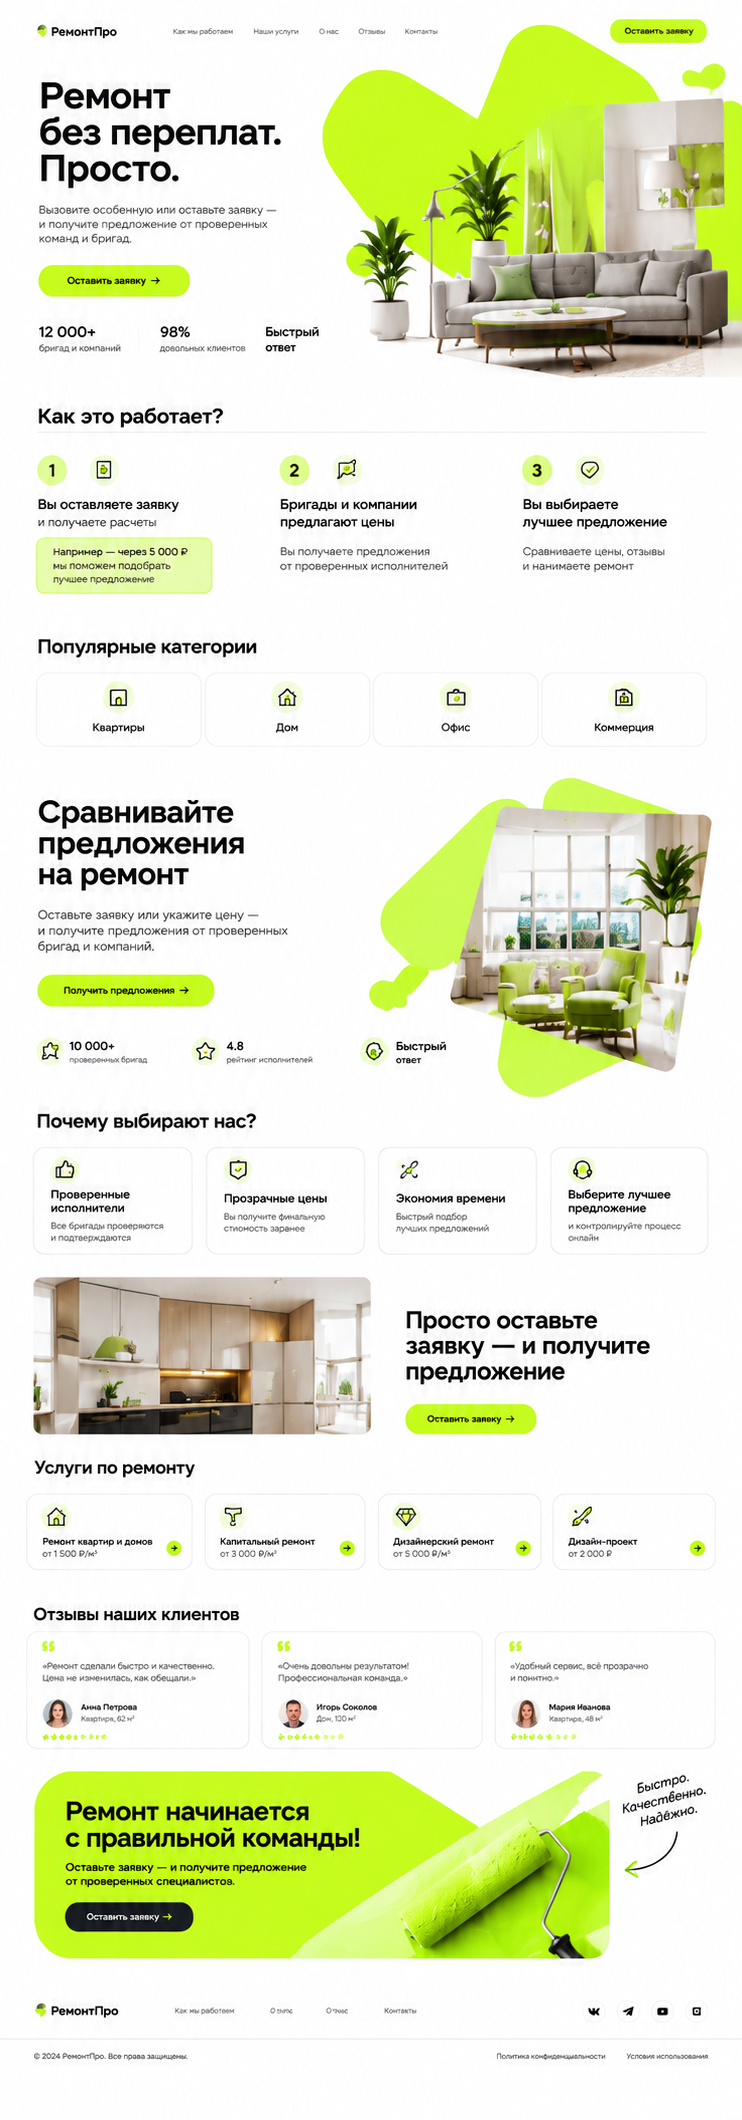 РемонтПро
Как мы работаем
Наши услуги
О нас
Отзывы
Контакты
Оставить заявку
Ремонт
без переплат.
Просто.
Вызовите особенную или оставьте заявку —
и получите предложение от проверенных
команд и бригад.
Оставить заявку →
12 000+
бригад и компаний
98%
довольных клиентов
Быстрый
ответ
Как это работает?
1
Вы оставляете заявку
и получаете расчеты
Например — через 5 000 ₽
мы поможем подобрать
лучшее предложение
2
Бригады и компании
предлагают цены
Вы получаете предложения
от проверенных исполнителей
3
Вы выбираете
лучшее предложение
Сравниваете цены, отзывы
и нанимаете ремонт
Популярные категории
Квартиры
Дом
Офис
Коммерция
Сравнивайте
предложения
на ремонт
Оставьте заявку или укажите цену —
и получите предложения от проверенных
бригад и компаний.
Получить предложения →
10 000+
проверенных бригад
4.8
рейтинг исполнителей
Быстрый
ответ
Почему выбирают нас?
Проверенные
исполнители
Все бригады проверяются
и подтверждаются
Прозрачные цены
Вы получите финальную
стоимость заранее
Экономия времени
Быстрый подбор
лучших предложений
Выберите лучшее
предложение
и контролируйте процесс
онлайн
Просто оставьте
заявку — и получите
предложение
Оставить заявку →
Услуги по ремонту
Ремонт квартир и домов
от 1 500 ₽/м²
Капитальный ремонт
от 3 000 ₽/м²
Дизайнерский ремонт
от 5 000 ₽/м²
Дизайн-проект
от 2 000 ₽
Отзывы наших клиентов
«Ремонт сделали быстро и качественно.
Цена не изменилась, как обещали.»
Анна Петрова
Квартира, 62 м²
«Очень довольны результатом!
Профессиональная команда.»
Игорь Соколов
Дом, 120 м²
«Удобный сервис, всё прозрачно
и понятно.»
Мария Иванова
Квартира, 48 м²
Ремонт начинается
с правильной команды!
Оставьте заявку — и получите предложение
от проверенных специалистов.
Оставить заявку →
Быстро.
Качественно.
Надёжно.
РемонтПро
Как мы работаем
Контакты
© 2024 РемонтПро. Все права защищены.
Политика конфиденциальности
Условия использования